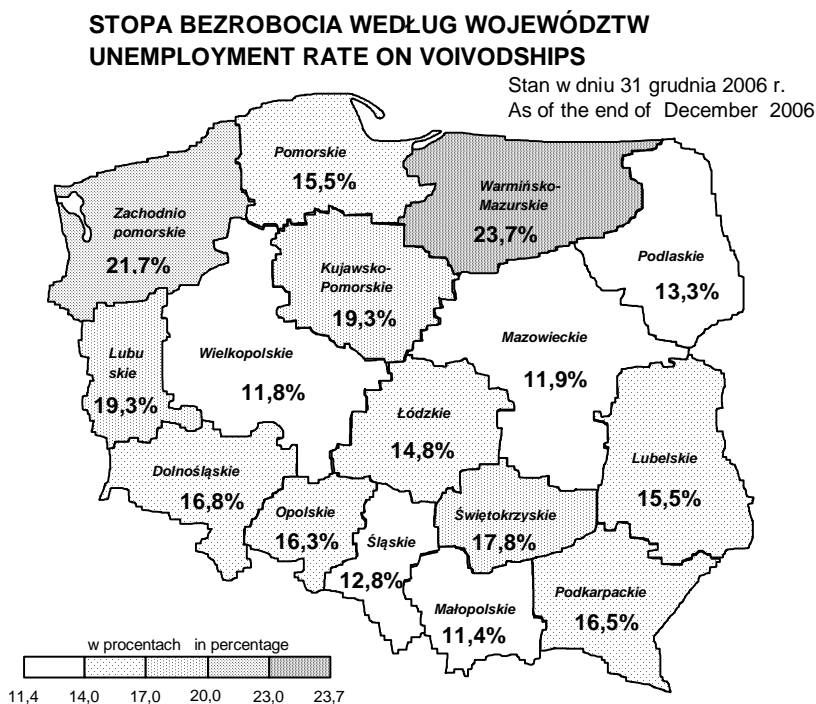 STOPA BEZROBOCIA WEDŁUG WOJEWÓDZTW
UNEMPLOYMENT RATE ON VOIVODSHIPS
Stan w dniu 31 grudnia 2006 r.
As of the end of December 2006
Pomorskie
15,5%
Warmińsko-
Mazurskie
23,7%
Zachodnio
pomorskie
21,7%
Podlaskie
13,3%
Kujawsko-
Pomorskie
19,3%
Mazowieckie
11,9%
Lubu
skie
19,3%
Wielkopolskie
11,8%
Łódzkie
14,8%
Lubelskie
15,5%
Dolnośląskie
16,8%
Opolskie
16,3%
Śląskie
12,8%
Świętokrzyskie
17,8%
Małopolskie
11,4%
Podkarpackie
16,5%
w procentach in percentage
11,4 14,0 17,0 20,0 23,0 23,7